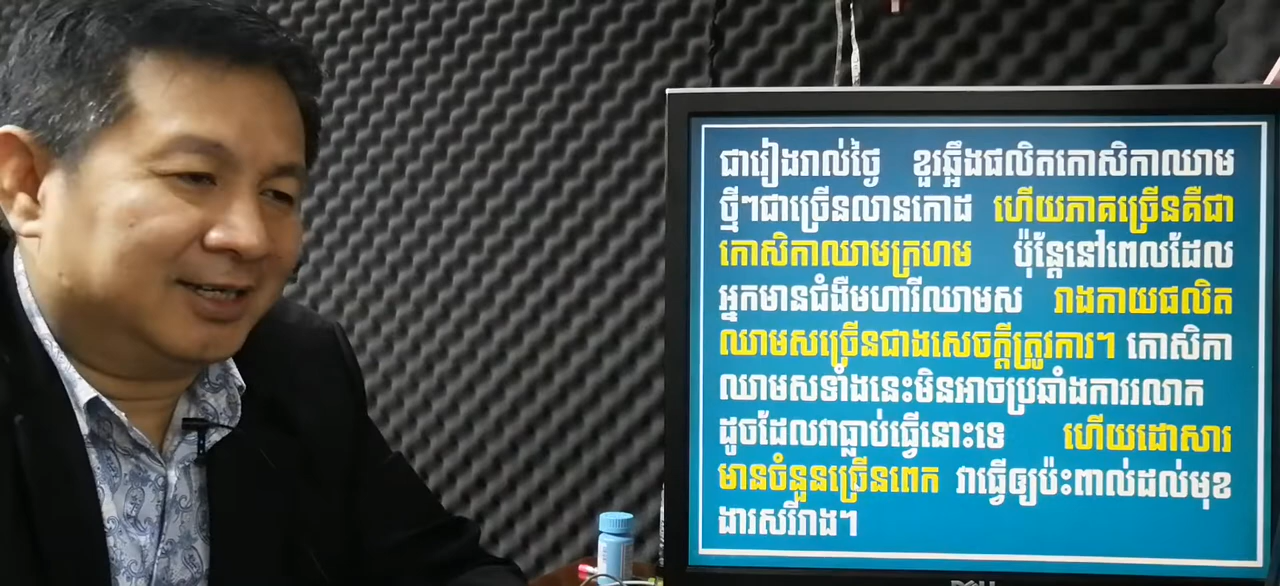 ជារៀងរាល់ថ្ងៃ ខួរឆ្អឹងផលិតកោសិកាឈាម
ថ្មីៗជាច្រើនលានកោដ ហើយភាគច្រើនគឺជា
កោសិកាឈាមក្រហម ប៉ុន្តែនៅពេលដែល
អ្នកមានជំងឺមហារីឈាមស រាងកាយផលិត
ឈាមសច្រើនជាងសេចក្តីត្រូវការ។ កោសិកា
ឈាមសទាំងនេះមិនអាចប្រឆាំងការរលាក
ដូចដែលវាធ្លាប់ធ្វើនោះទេ ហើយដោសារ
មានចំនួនច្រើនពេក វាធ្វើឲ្យប៉ះពាល់ដល់មុខ
ងារសរីរាង។